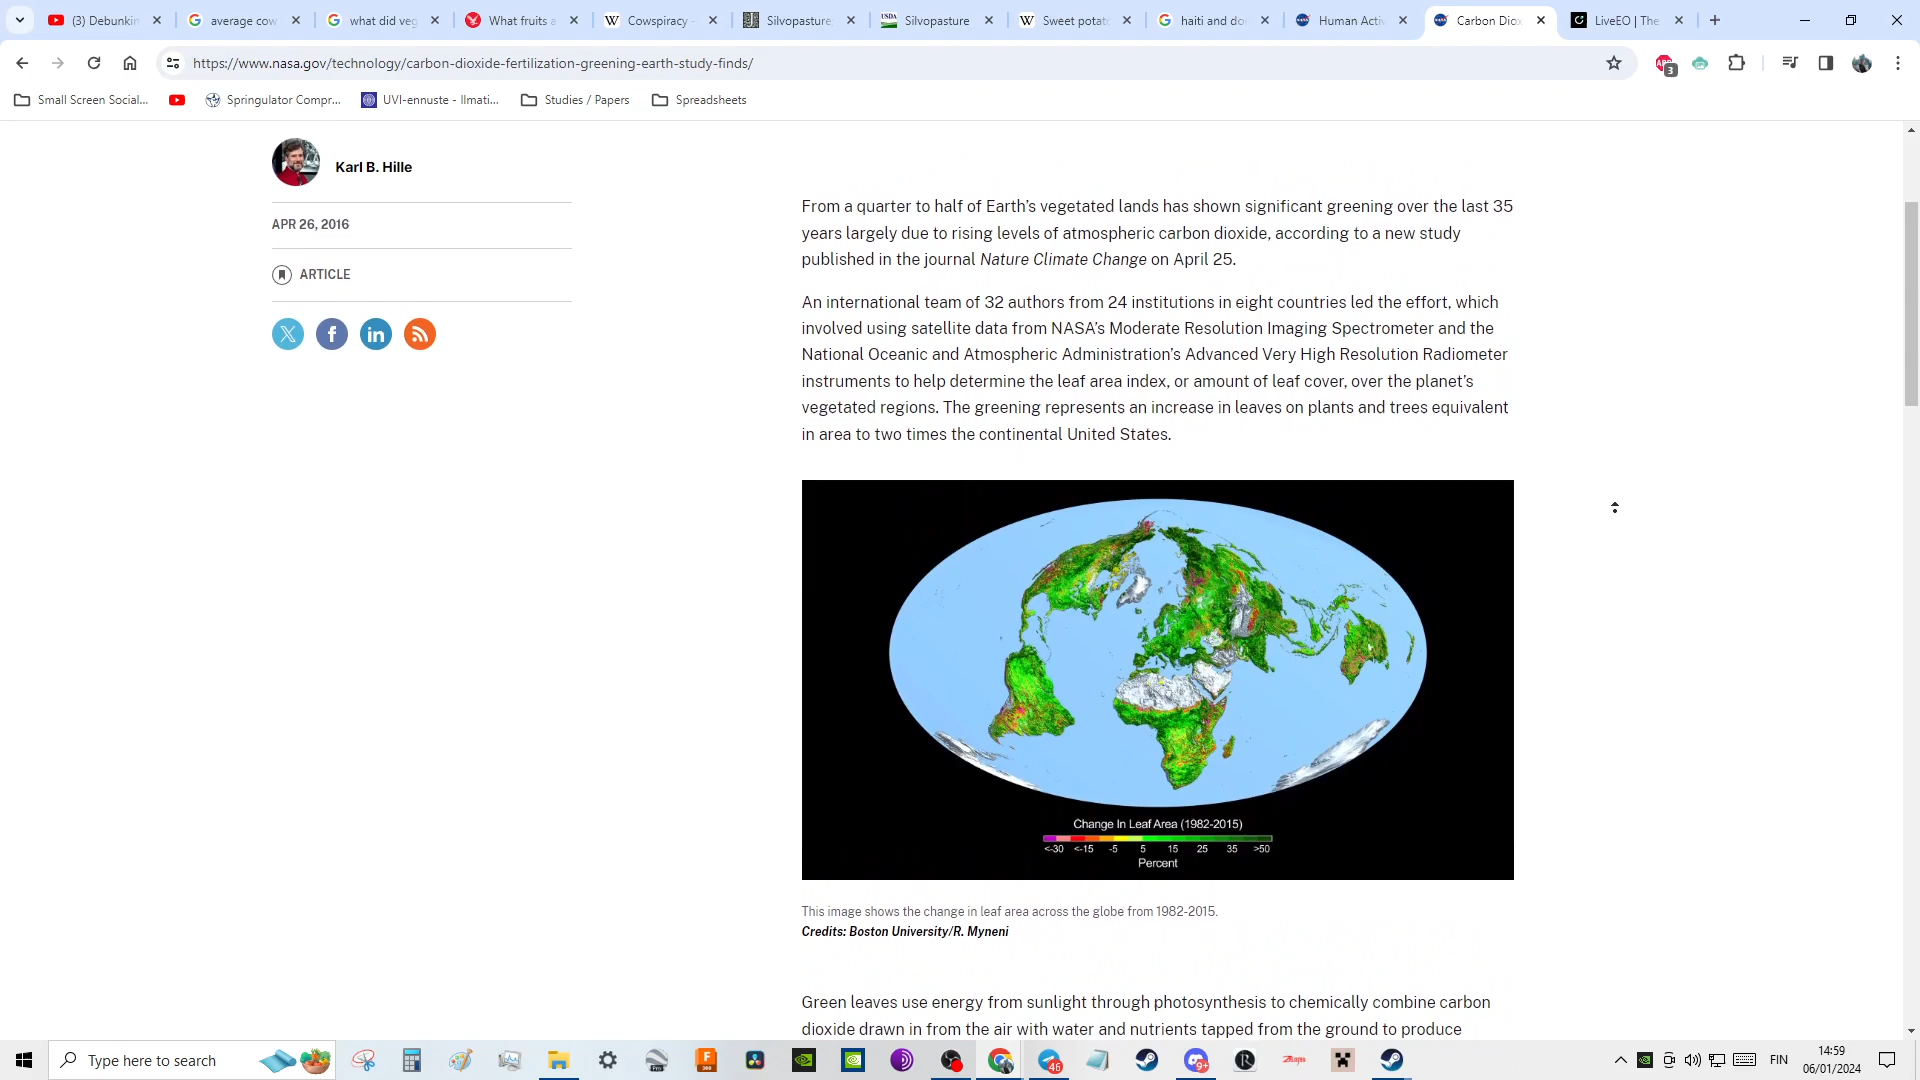 (3) Debunkin
average cow
what did veg
What fruits a
Cowspiracy -
Silvopasture:
Silvopasture
Sweet potato
haiti and do
Human Activ
Carbon Diox
LiveEO | The
https://www.nasa.gov/technology/carbon-dioxide-fertilization-greening-earth-study-finds/
3
Small Screen Social...
Springulator Compr...
UVI-ennuste - Ilmati...
Studies / Papers
Spreadsheets
Karl B. Hille
APR 26, 2016
ARTICLE
From a quarter to half of Earth's vegetated lands has shown significant greening over the last 35
years largely due to rising levels of atmospheric carbon dioxide, according to a new study
published in the journal Nature Climate Change on April 25.
An international team of 32 authors from 24 institutions in eight countries led the effort, which
involved using satellite data from NASA's Moderate Resolution Imaging Spectrometer and the
National Oceanic and Atmospheric Administration's Advanced Very High Resolution Radiometer
instruments to help determine the leaf area index, or amount of leaf cover, over the planet's
vegetated regions. The greening represents an increase in leaves on plants and trees equivalent
in area to two times the continental United States.
Change In Leaf Area (1982-2015)
<-30 <-15 -5 5 15 25 35 >50
Percent
This image shows the change in leaf area across the globe from 1982-2015.
Credits: Boston University/R. Myneni
Green leaves use energy from sunlight through photosynthesis to chemically combine carbon
dioxide drawn in from the air with water and nutrients tapped from the ground to produce
Type here to search
46
9+
FIN
14:59
06/01/2024